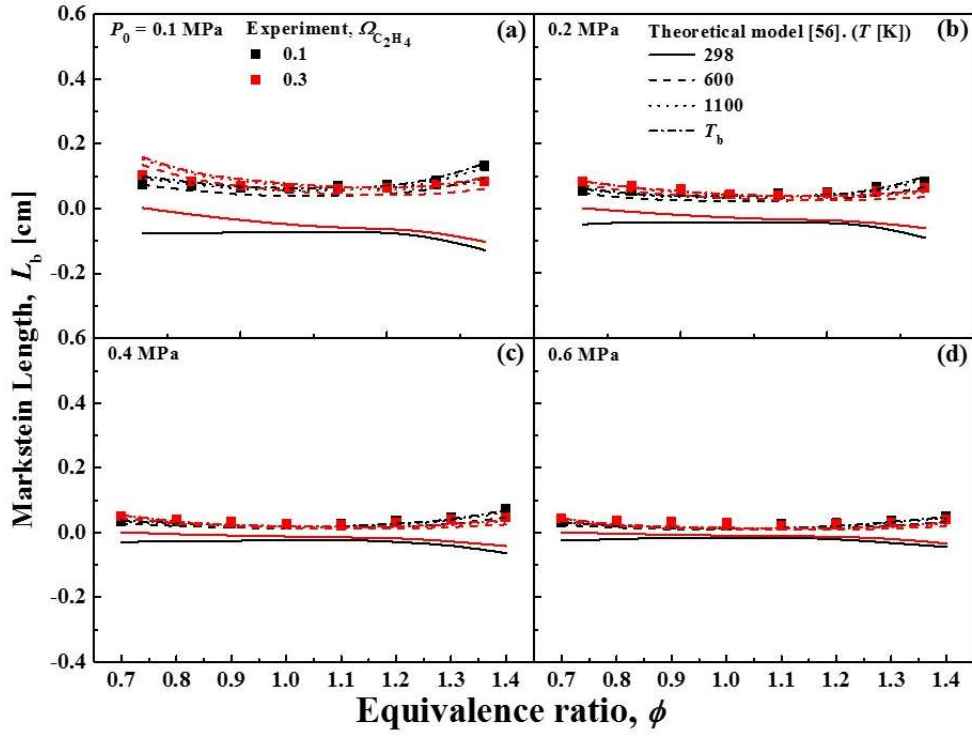 P₀ = 0.1 MPa
Experiment, Ω_C₂H₄
0.1
0.3
(a)
0.2 MPa
Theoretical model [56]. (T [K])
298
600
1100
T_b
(b)
0.6
0.4
0.2
0.0
-0.2
0.6
0.4 MPa
(c)
0.6 MPa
(d)
0.4
0.2
0.0
-0.2
-0.4
Markstein Length, L_b [cm]
0.7 0.8 0.9 1.0 1.1 1.2 1.3 1.4
0.7 0.8 0.9 1.0 1.1 1.2 1.3 1.4
Equivalence ratio, ϕ